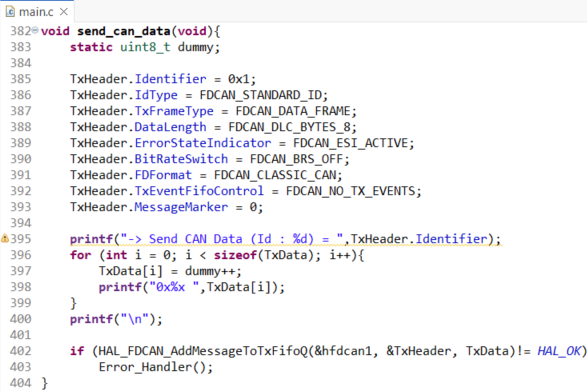 main.c
382 void send_can_data(void){
383     static uint8_t dummy;
384
385     TxHeader.Identifier = 0x1;
386     TxHeader.IdType = FDCAN_STANDARD_ID;
387     TxHeader.TxFrameType = FDCAN_DATA_FRAME;
388     TxHeader.DataLength = FDCAN_DLC_BYTES_8;
389     TxHeader.ErrorStateIndicator = FDCAN_ESI_ACTIVE;
390     TxHeader.BitRateSwitch = FDCAN_BRS_OFF;
391     TxHeader.FDFormat = FDCAN_CLASSIC_CAN;
392     TxHeader.TxEventFifoControl = FDCAN_NO_TX_EVENTS;
393     TxHeader.MessageMarker = 0;
394
395     printf("-> Send CAN Data (Id : %d) = ",TxHeader.Identifier);
396     for (int i = 0; i < sizeof(TxData); i++){
397         TxData[i] = dummy++;
398         printf("0x%x ",TxData[i]);
399     }
400     printf("\n");
401
402     if (HAL_FDCAN_AddMessageToTxFifoQ(&hfdcan1, &TxHeader, TxData)!= HAL_OK)
403         Error_Handler();
404 }